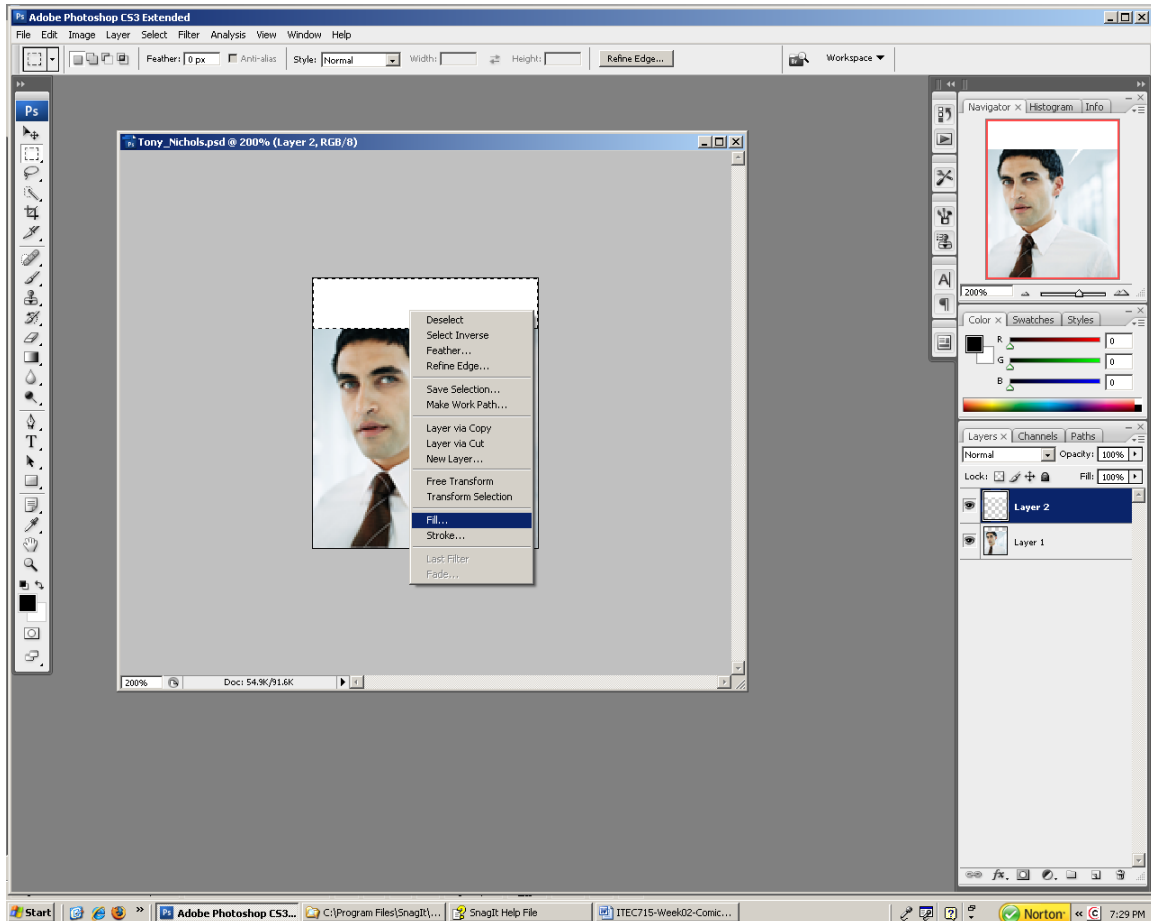 Ps Adobe Photoshop CS3 Extended
File Edit Image Layer Select Filter Analysis View Window Help
Feather: 0 px Anti-alias Style: Normal Width: Height: Refine Edge... Workspace
Ps
Tony_Nichols.psd @ 200% (Layer 2, RGB/8)
Deselect
Select Inverse
Feather...
Refine Edge...
Save Selection...
Make Work Path...
Layer via Copy
Layer via Cut
New Layer...
Free Transform
Transform Selection
Fill...
Stroke...
Last Filter
Fade...
200% Doc: 54.9K/91.6K
T
A
Navigator x Histogram Info
200%
Color x Swatches Styles
R 0
G 0
B 0
Layers x Channels Paths
Normal Opacity: 100%
Lock: Fill: 100%
Layer 2
Layer 1
fx.
Start » Ps Adobe Photoshop CS3... C:\Program Files\SnagIt\... SnagIt Help File ITEC715-Week02-Comic... Norton « 7:29 PM